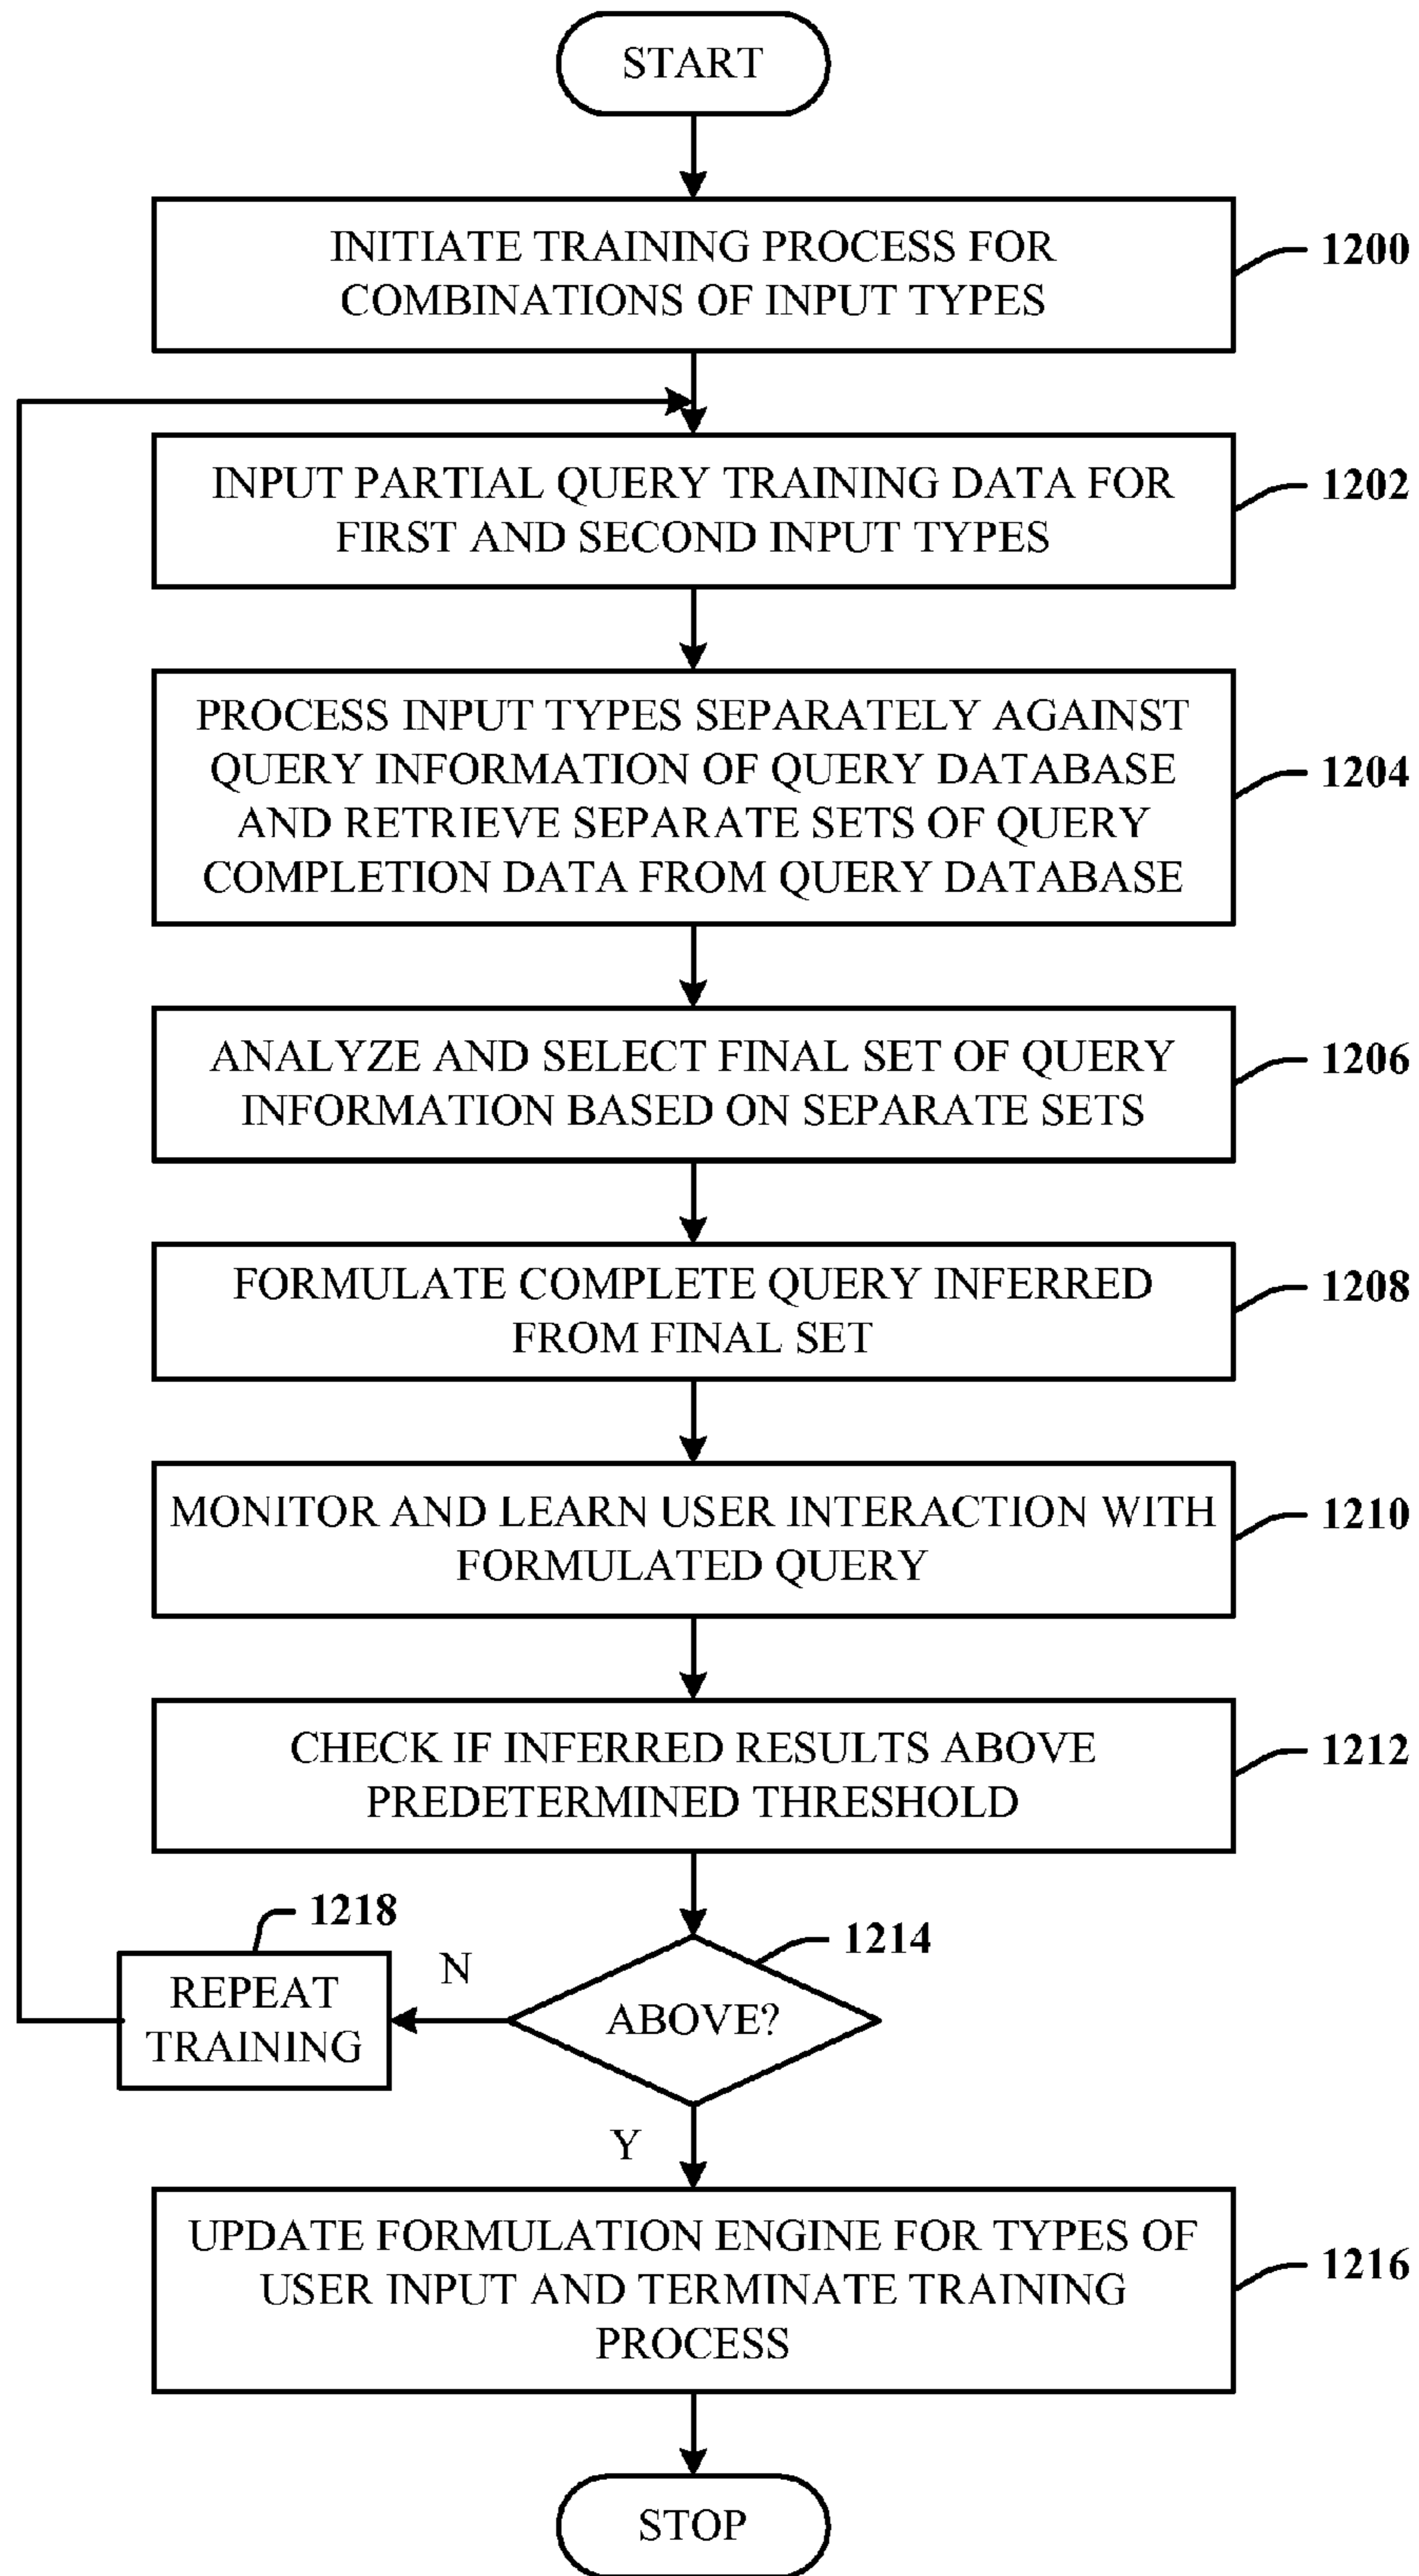 START
INITIATE TRAINING PROCESS FOR
COMBINATIONS OF INPUT TYPES
1200
INPUT PARTIAL QUERY TRAINING DATA FOR
FIRST AND SECOND INPUT TYPES
1202
PROCESS INPUT TYPES SEPARATELY AGAINST
QUERY INFORMATION OF QUERY DATABASE
AND RETRIEVE SEPARATE SETS OF QUERY
COMPLETION DATA FROM QUERY DATABASE
1204
ANALYZE AND SELECT FINAL SET OF QUERY
INFORMATION BASED ON SEPARATE SETS
1206
FORMULATE COMPLETE QUERY INFERRED
FROM FINAL SET
1208
MONITOR AND LEARN USER INTERACTION WITH
FORMULATED QUERY
1210
CHECK IF INFERRED RESULTS ABOVE
PREDETERMINED THRESHOLD
1212
1218
REPEAT
TRAINING
N
1214
ABOVE?
Y
UPDATE FORMULATION ENGINE FOR TYPES OF
USER INPUT AND TERMINATE TRAINING
PROCESS
1216
STOP